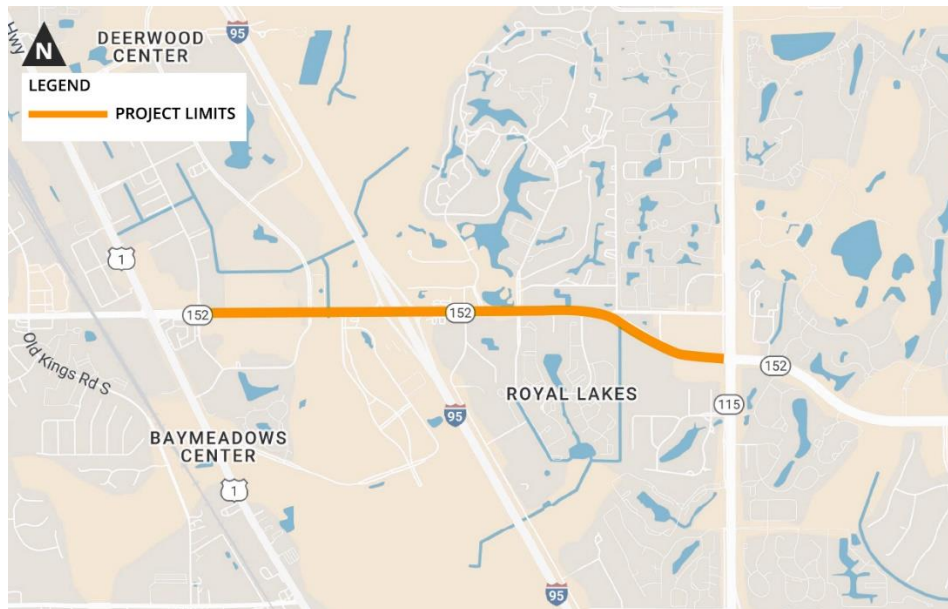 Hwy
N
DEERWOOD
CENTER
95
LEGEND
PROJECT LIMITS
1
152
152
Old Kings Rd S
152
ROYAL LAKES
115
95
BAYMEADOWS
CENTER
1
95